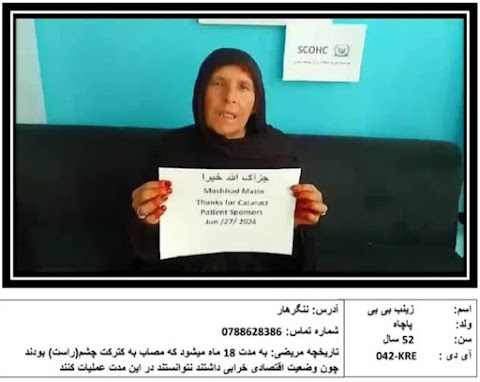 SCOHC
جزاک الله خیرا
Moshhud Matin
Thanks for Cataract
Patient Sponsors
Jun /27/ 2024
اسم: زینب بی بی
ولد: پاچاه
سن: 52 سال
آی دی : 042-KRE
آدرس: ننگرهار
شماره تماس: 0788628386
تاریخچه مریضی: به مدت 18 ماه میشود که مصاب به کترکت چشم(راست) بودند
چون وضعیت اقتصادی خرابی داشتند نتوانستند در این مدت عملیات کنند